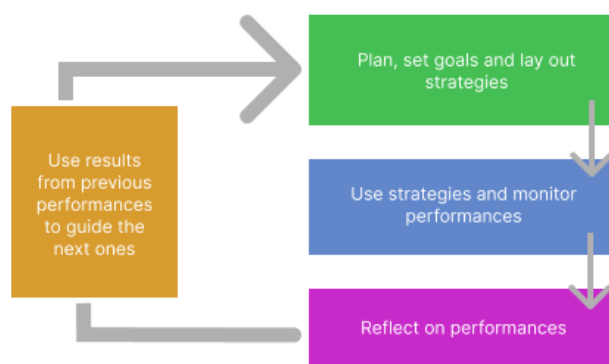 Plan, set goals and lay out
strategies
Use results
from previous
performances
to guide the
next ones
Use strategies and monitor
performances
Reflect on performances